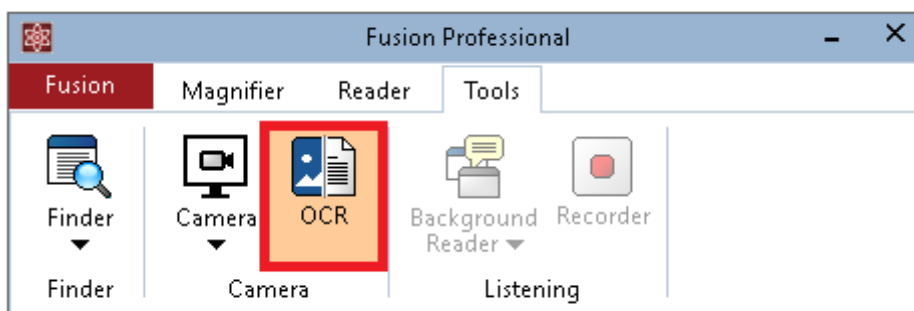 Fusion Professional
Fusion Magnifier Reader Tools
Finder Camera OCR Background Reader Recorder
Finder Camera Listening